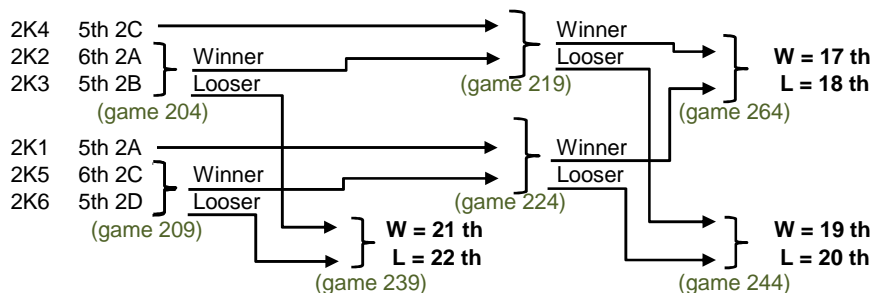 2K4 5th 2C Winner
2K2 6th 2A Winner Looser W = 17 th
2K3 5th 2B Looser (game 219) L = 18 th
(game 204) (game 264)
2K1 5th 2A Winner
2K5 6th 2C Winner Looser
2K6 5th 2D Looser (game 224)
(game 209) W = 21 th W = 19 th
L = 22 th L = 20 th
(game 239) (game 244)